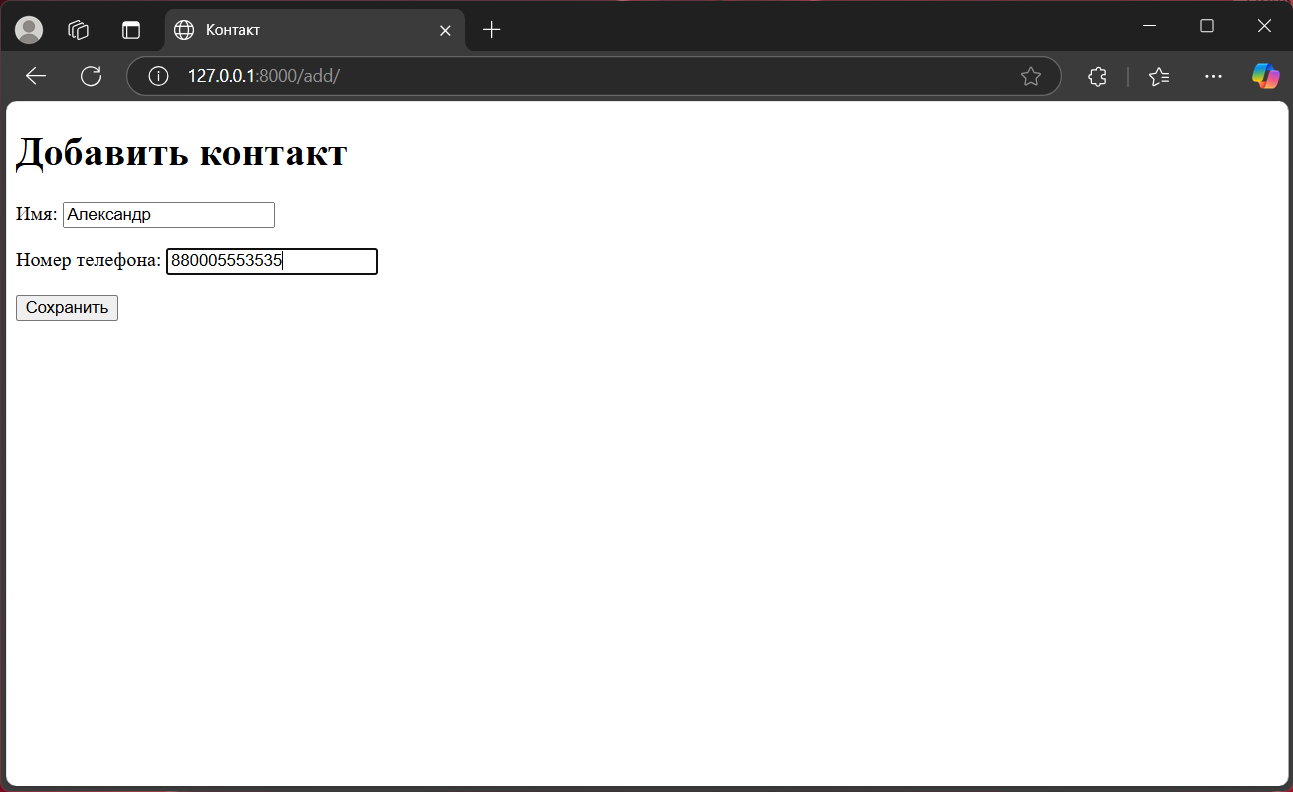 Контакт
127.0.0.1:8000/add/
Добавить контакт
Имя: Александр
Номер телефона: 880005553535
Сохранить